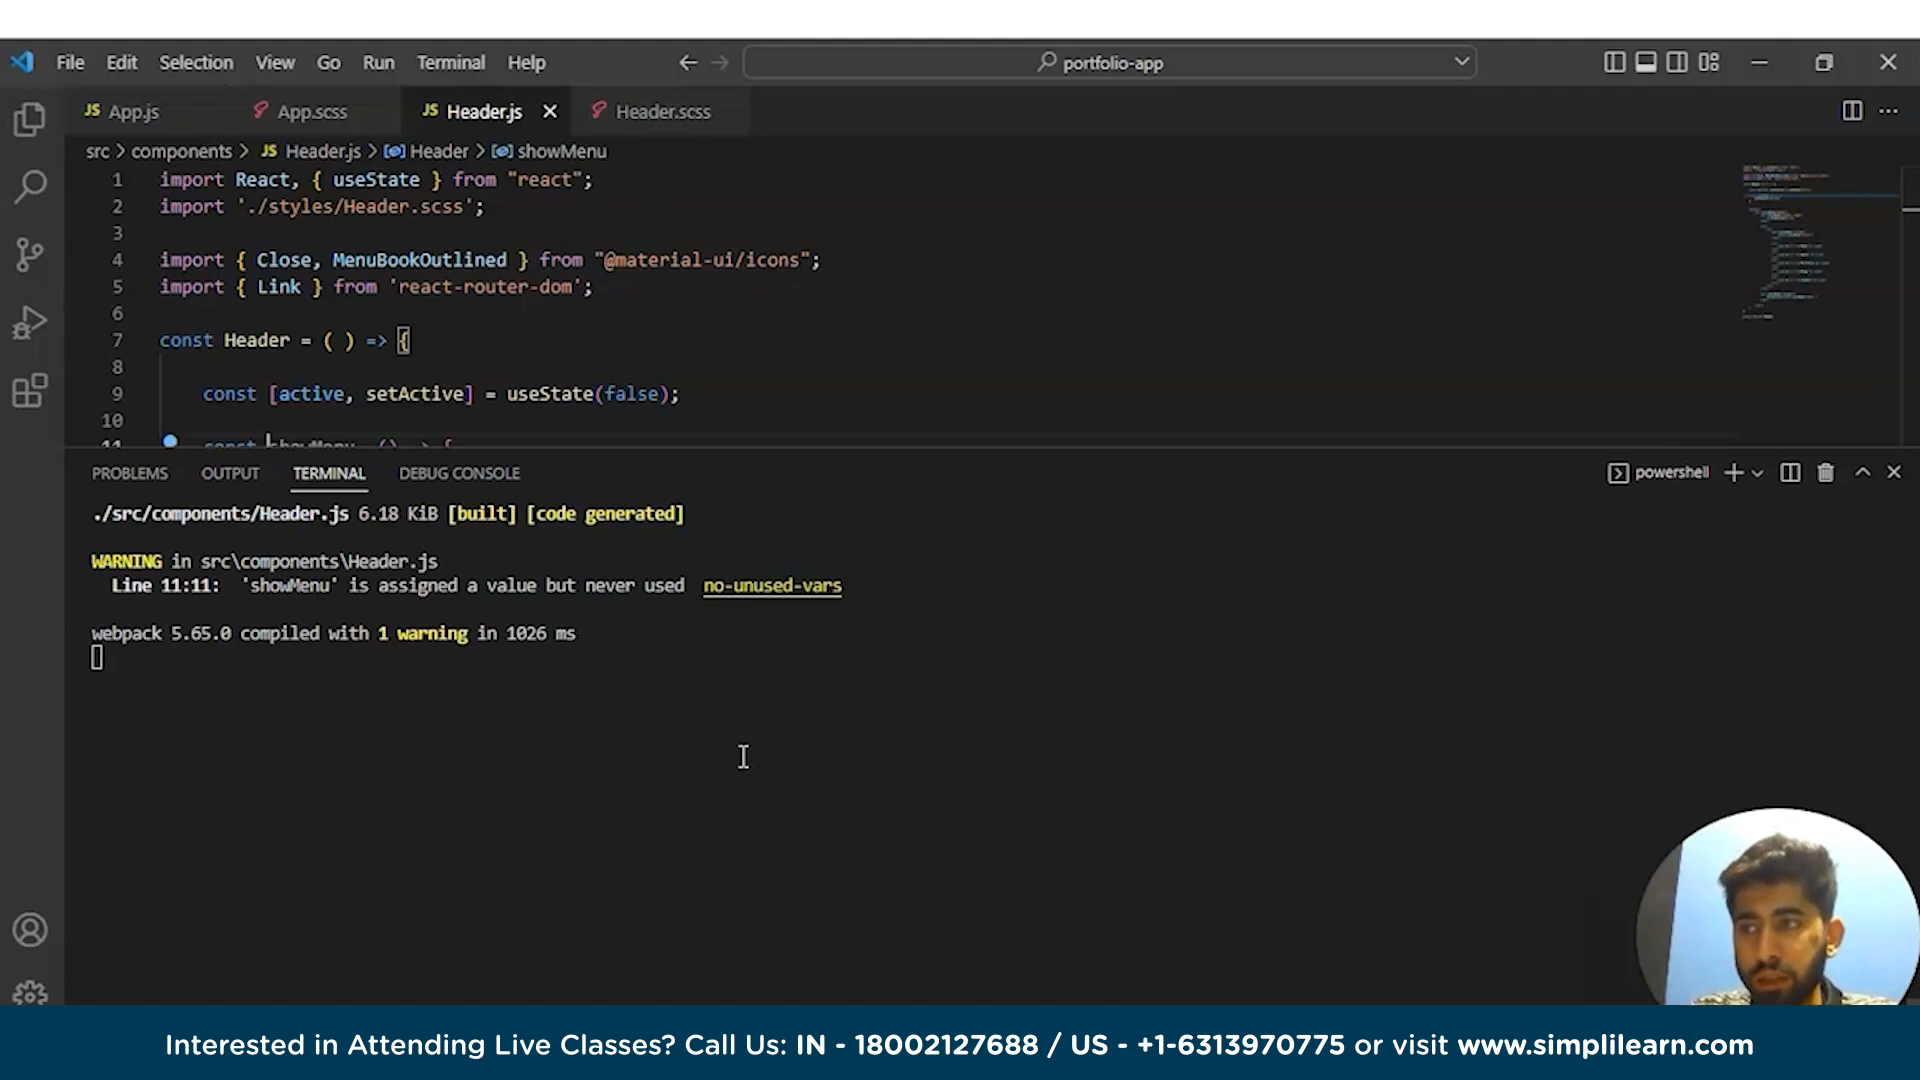 File Edit Selection View Go Run Terminal Help portfolio-app
JS App.js App.scss JS Header.js Header.scss
src > components > JS Header.js > Header > showMenu
1 import React, { useState } from "react";
2 import './styles/Header.scss';
3
4 import { Close, MenuBookOutlined } from "@material-ui/icons";
5 import { Link } from 'react-router-dom';
6
7 const Header = ( ) => {
8
9 const [active, setActive] = useState(false);
10
11 const showMenu () => {
PROBLEMS OUTPUT TERMINAL DEBUG CONSOLE powershell
./src/components/Header.js 6.18 KiB [built] [code generated]
WARNING in src\components\Header.js
Line 11:11: 'showMenu' is assigned a value but never used no-unused-vars
webpack 5.65.0 compiled with 1 warning in 1026 ms
Interested in Attending Live Classes? Call Us: IN - 18002127688 / US - +1-6313970775 or visit www.simplilearn.com